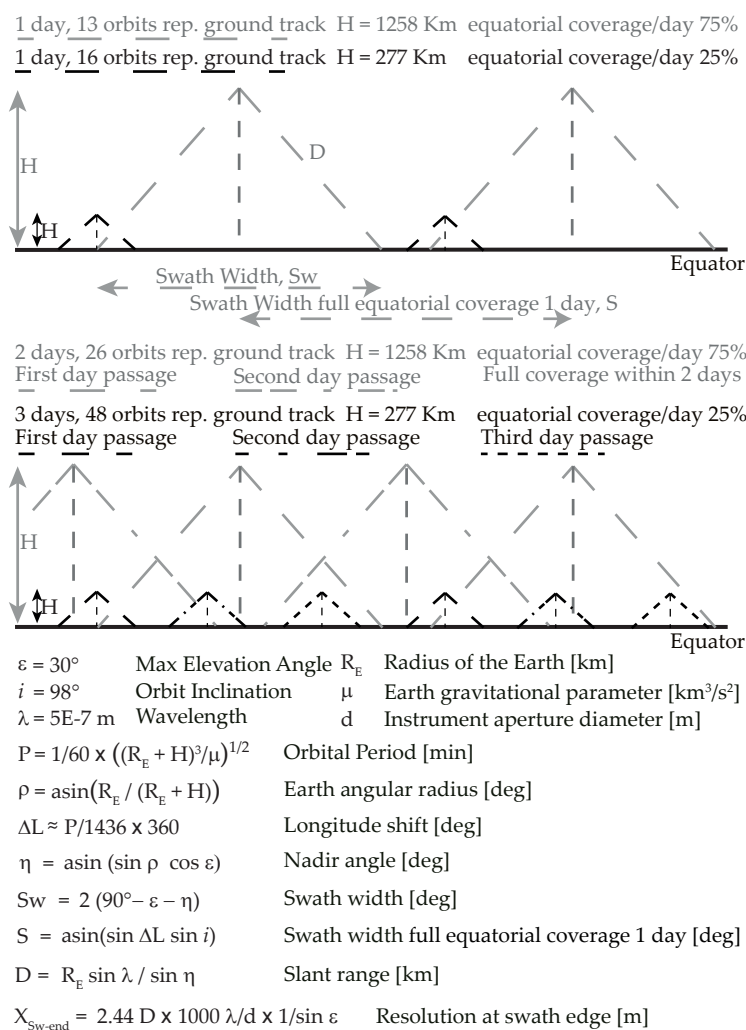 1 day, 13 orbits rep. ground track H = 1258 Km equatorial coverage/day 75%
1 day, 16 orbits rep. ground track H = 277 Km equatorial coverage/day 25%
H
D
H
Equator
Swath Width, Sw
Swath Width full equatorial coverage 1 day, S
2 days, 26 orbits rep. ground track H = 1258 Km equatorial coverage/day 75%
First day passage Second day passage Full coverage within 2 days
3 days, 48 orbits rep. ground track H = 277 Km equatorial coverage/day 25%
First day passage Second day passage Third day passage
H
H
Equator
ε = 30° Max Elevation Angle R_E Radius of the Earth [km]
i = 98° Orbit Inclination μ Earth gravitational parameter [km³/s²]
λ = 5E-7 m Wavelength d Instrument aperture diameter [m]
P = 1/60 x ((R_E + H)³/μ)^1/2 Orbital Period [min]
ρ = asin(R_E / (R_E + H)) Earth angular radius [deg]
ΔL ≈ P/1436 x 360 Longitude shift [deg]
η = asin (sin ρ cos ε) Nadir angle [deg]
Sw = 2 (90° – ε – η) Swath width [deg]
S = asin(sin ΔL sin i) Swath width full equatorial coverage 1 day [deg]
D = R_E sin λ / sin η Slant range [km]
X_Sw-end = 2.44 D x 1000 λ/d x 1/sin ε Resolution at swath edge [m]